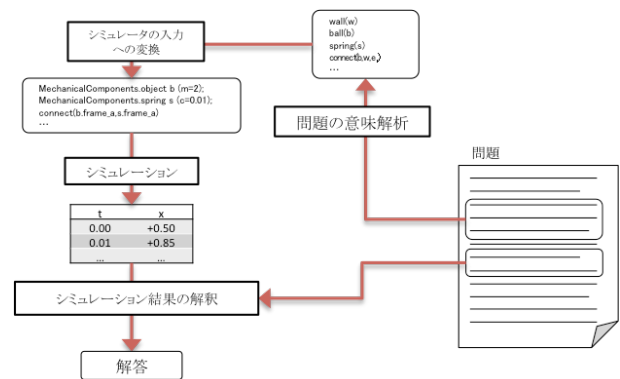 シミュレータの入力
への変換
wall(w)
ball(b)
spring(s)
connect(b,w,e,)
...
MechanicalComponents.object b (m=2);
MechanicalComponents.spring s (c=0.01);
connect(b.frame_a,s.frame_a)
...
問題の意味解析
問題
シミュレーション
t x
0.00 +0.50
0.01 +0.85
... ...
シミュレーション結果の解釈
解答